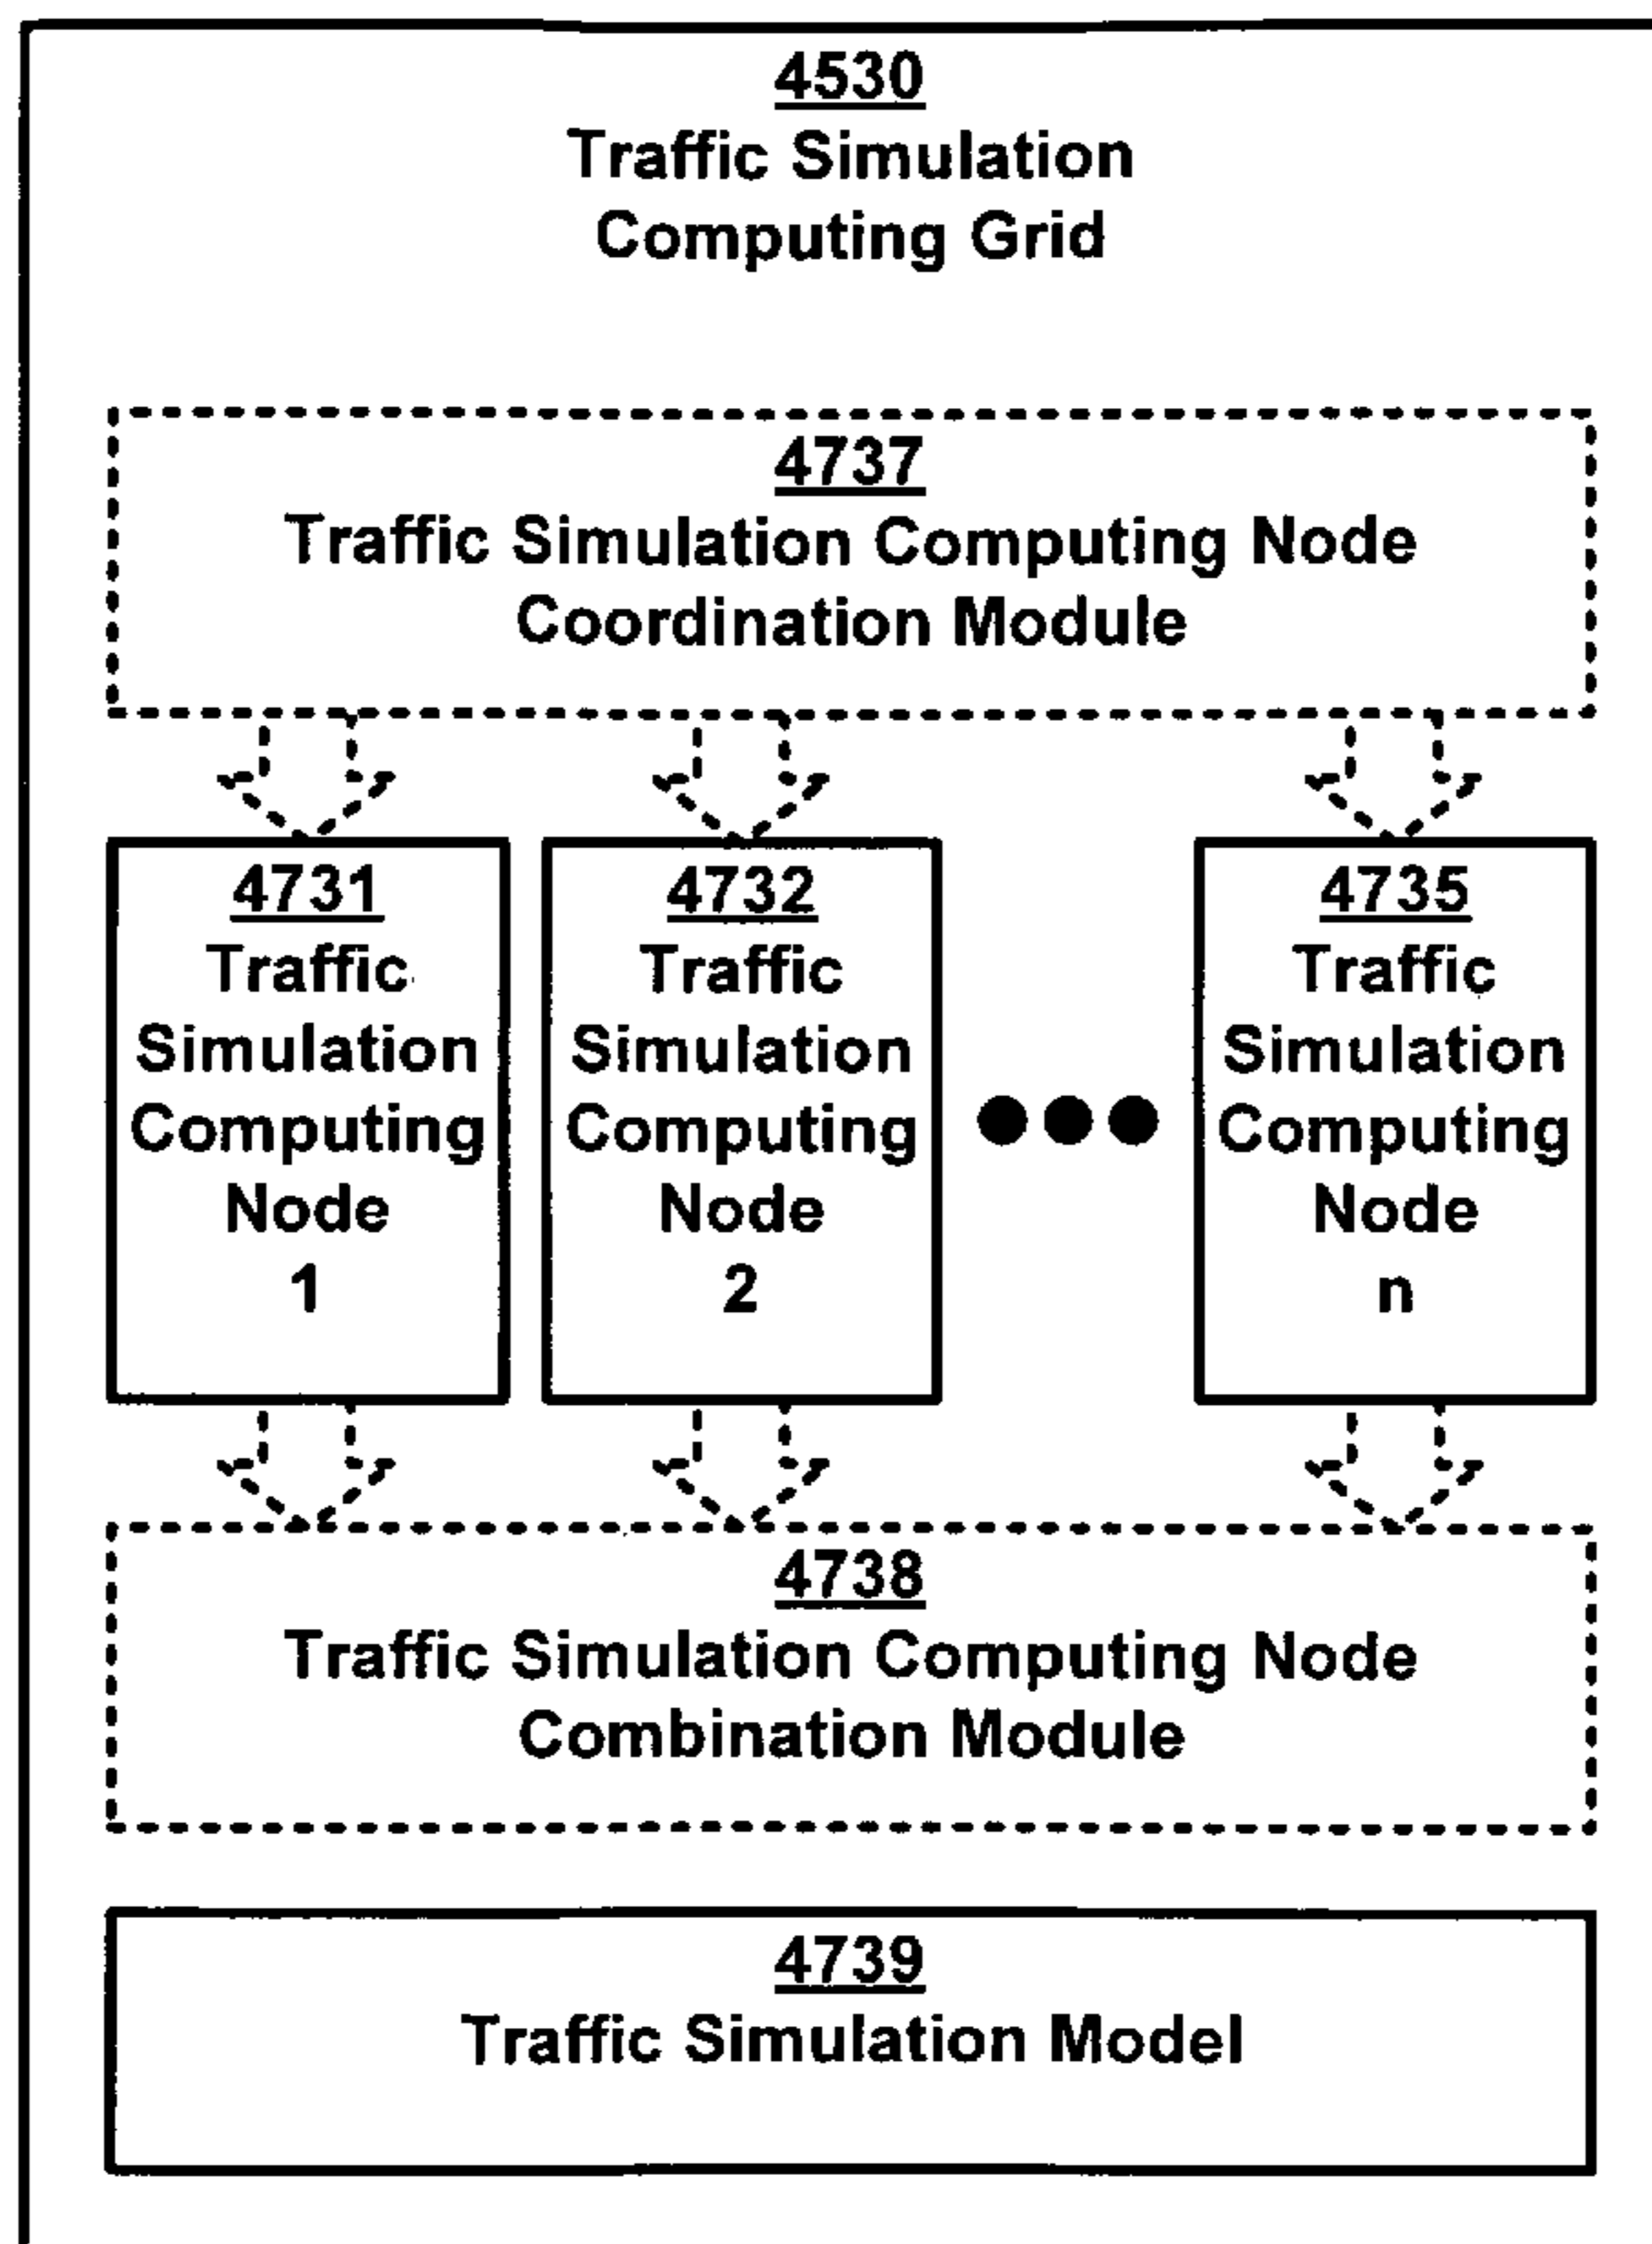 4530
Traffic Simulation
Computing Grid
4737
Traffic Simulation Computing Node
Coordination Module
4731
Traffic
Simulation
Computing
Node
1
4732
Traffic
Simulation
Computing
Node
2
4735
Traffic
Simulation
Computing
Node
n
4738
Traffic Simulation Computing Node
Combination Module
4739
Traffic Simulation Model